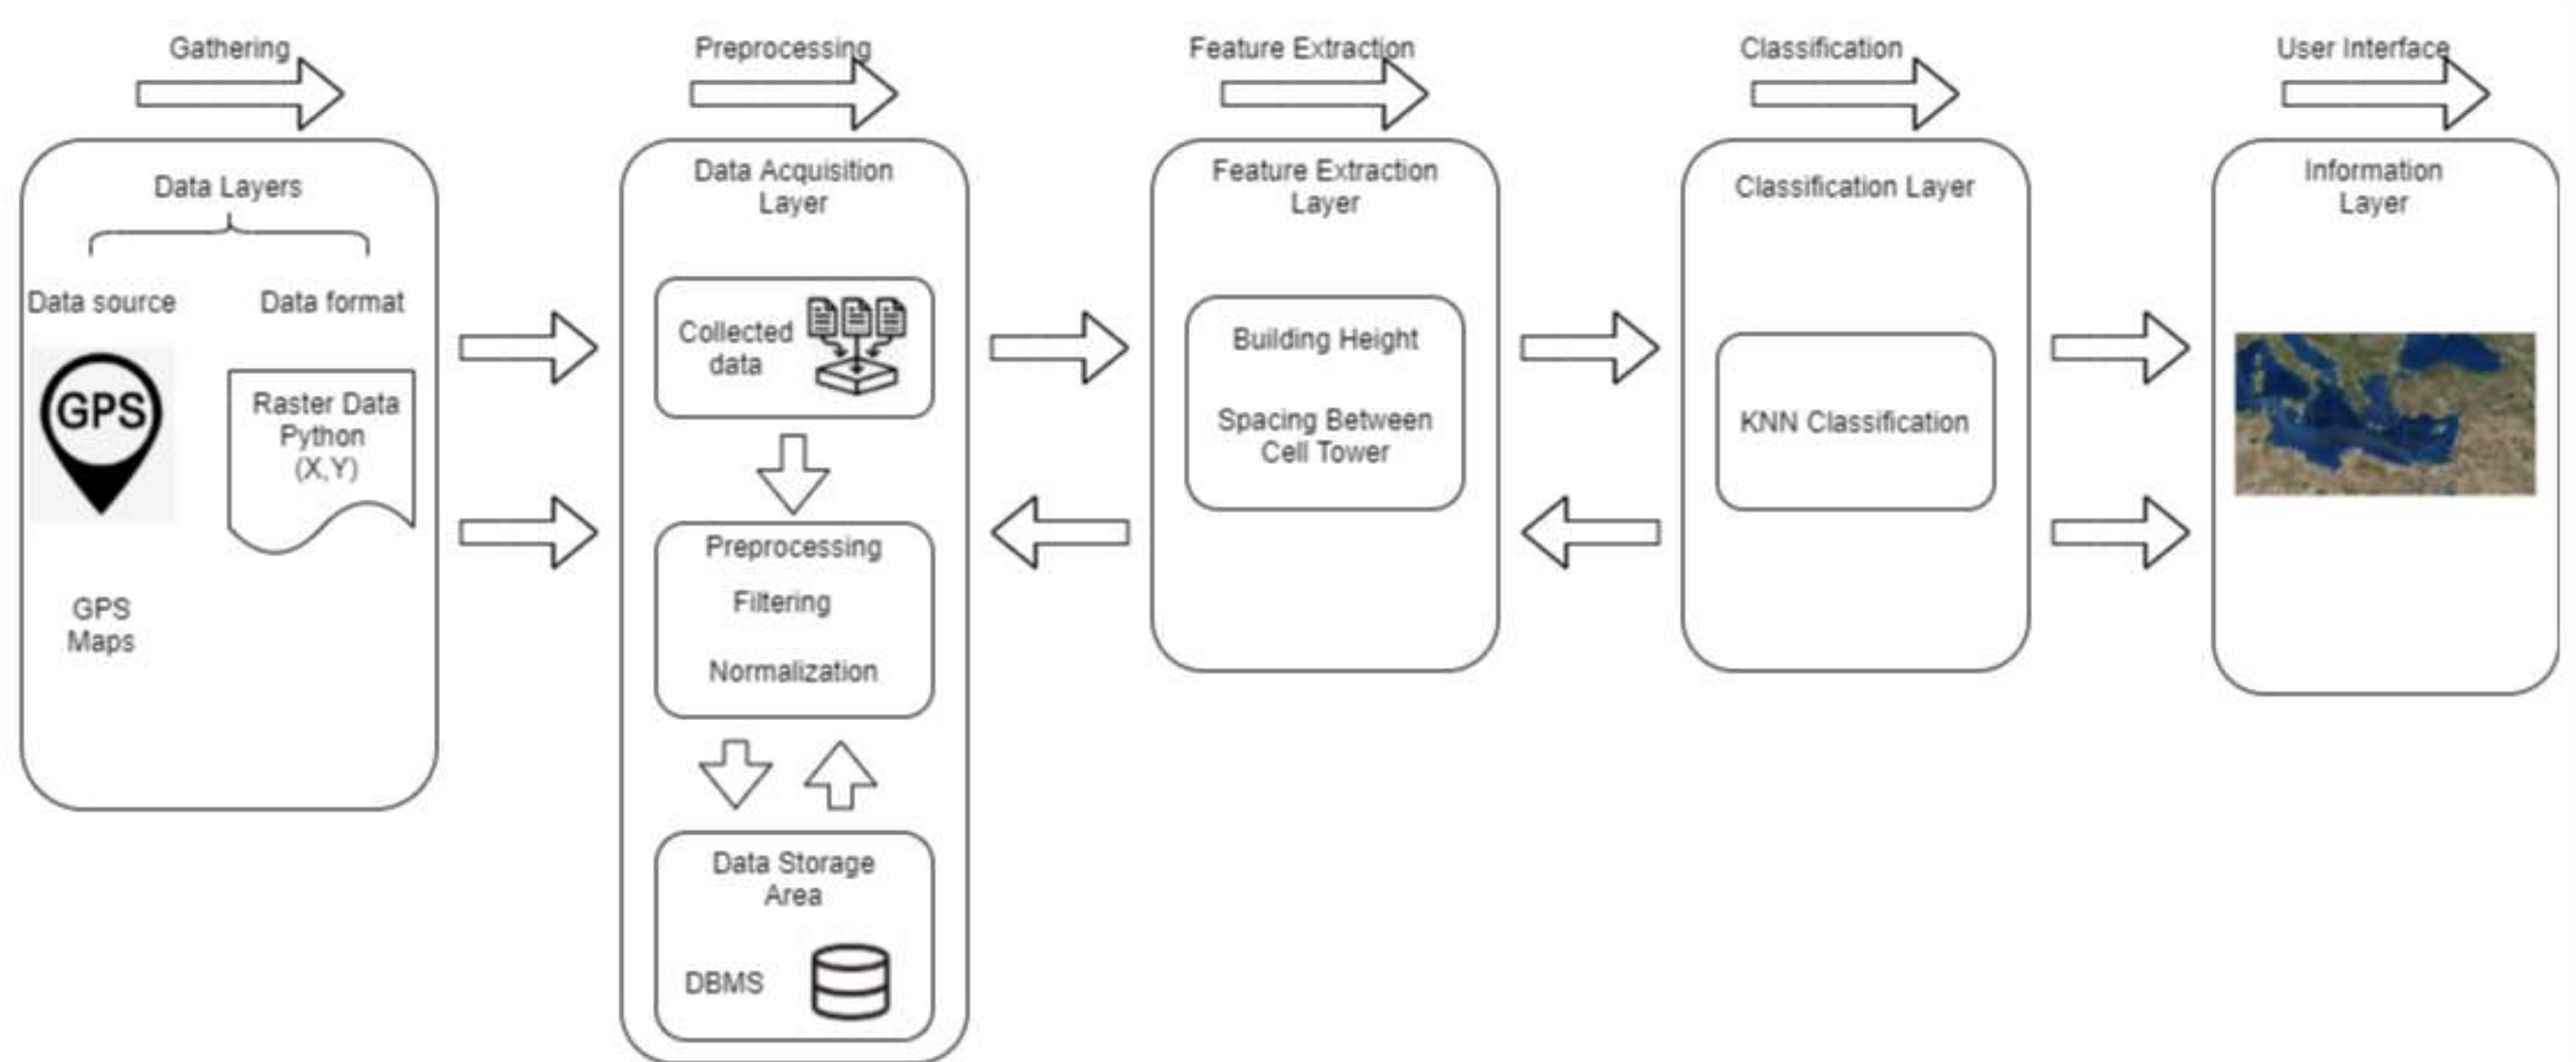 Gathering
Preprocessing
Feature Extraction
Classification
User Interface
Data Layers
Data source
Data format
GPS
Raster Data
Python
(X,Y)
GPS
Maps
Data Acquisition
Layer
Collected
data
Preprocessing
Filtering
Normalization
Data Storage
Area
DBMS
Feature Extraction
Layer
Building Height
Spacing Between
Cell Tower
Classification Layer
KNN Classification
Information
Layer